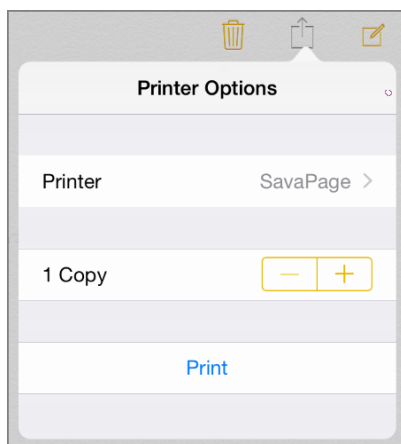 Printer Options
Printer SavaPage >
1 Copy − +
Print